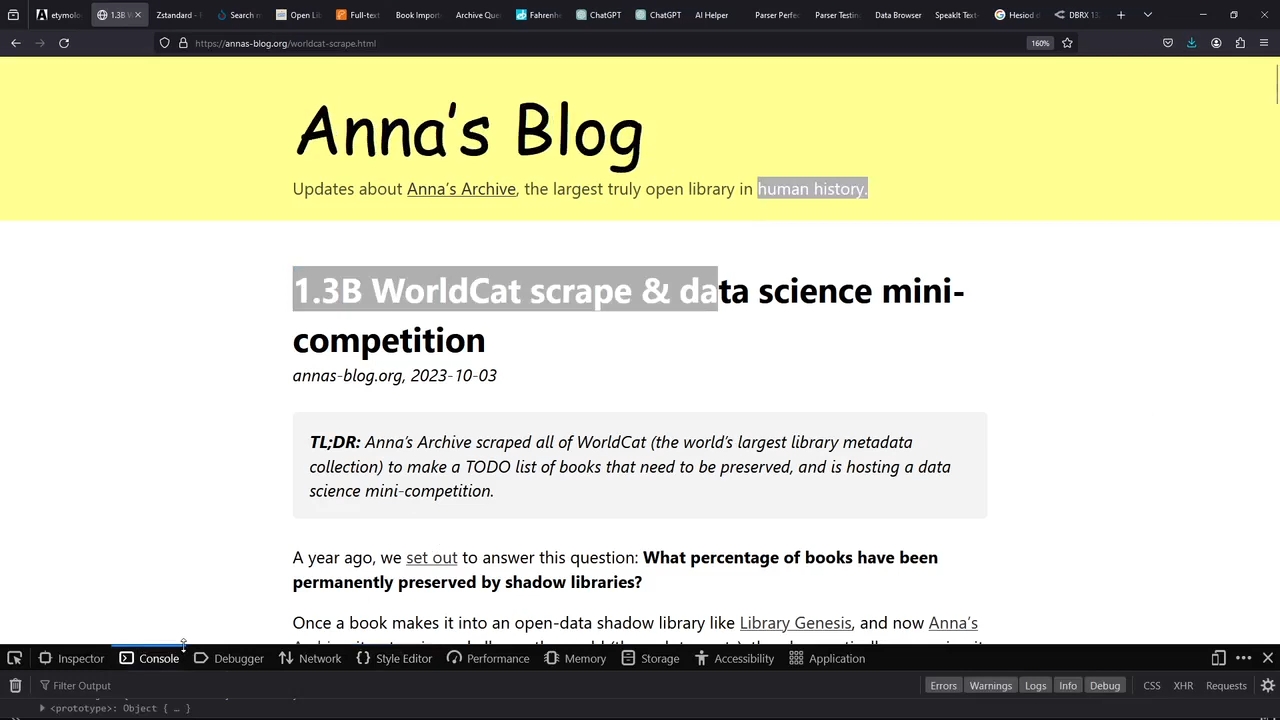 etymolo
1.3B W
Zstandard -
Search m
Open Lib
Full-text
Book Import
Archive Que
Fahrenhe
ChatGPT
ChatGPT
AI Helper
Parser Perfec
Parser Testing
Data Browser
SpeakIt Text-
Hesiod d
DBRX 13
https://annas-blog.org/worldcat-scrape.html
160%
Anna's Blog
Updates about Anna's Archive, the largest truly open library in human history.
1.3B WorldCat scrape & data science mini-
competition
annas-blog.org, 2023-10-03
TL;DR: Anna's Archive scraped all of WorldCat (the world's largest library metadata
collection) to make a TODO list of books that need to be preserved, and is hosting a data
science mini-competition.
A year ago, we set out to answer this question: What percentage of books have been
permanently preserved by shadow libraries?
Once a book makes it into an open-data shadow library like Library Genesis, and now Anna's
Inspector Console Debugger Network Style Editor Performance Memory Storage Accessibility Application
Filter Output Errors Warnings Logs Info Debug CSS XHR Requests
<prototype>: Object { … }